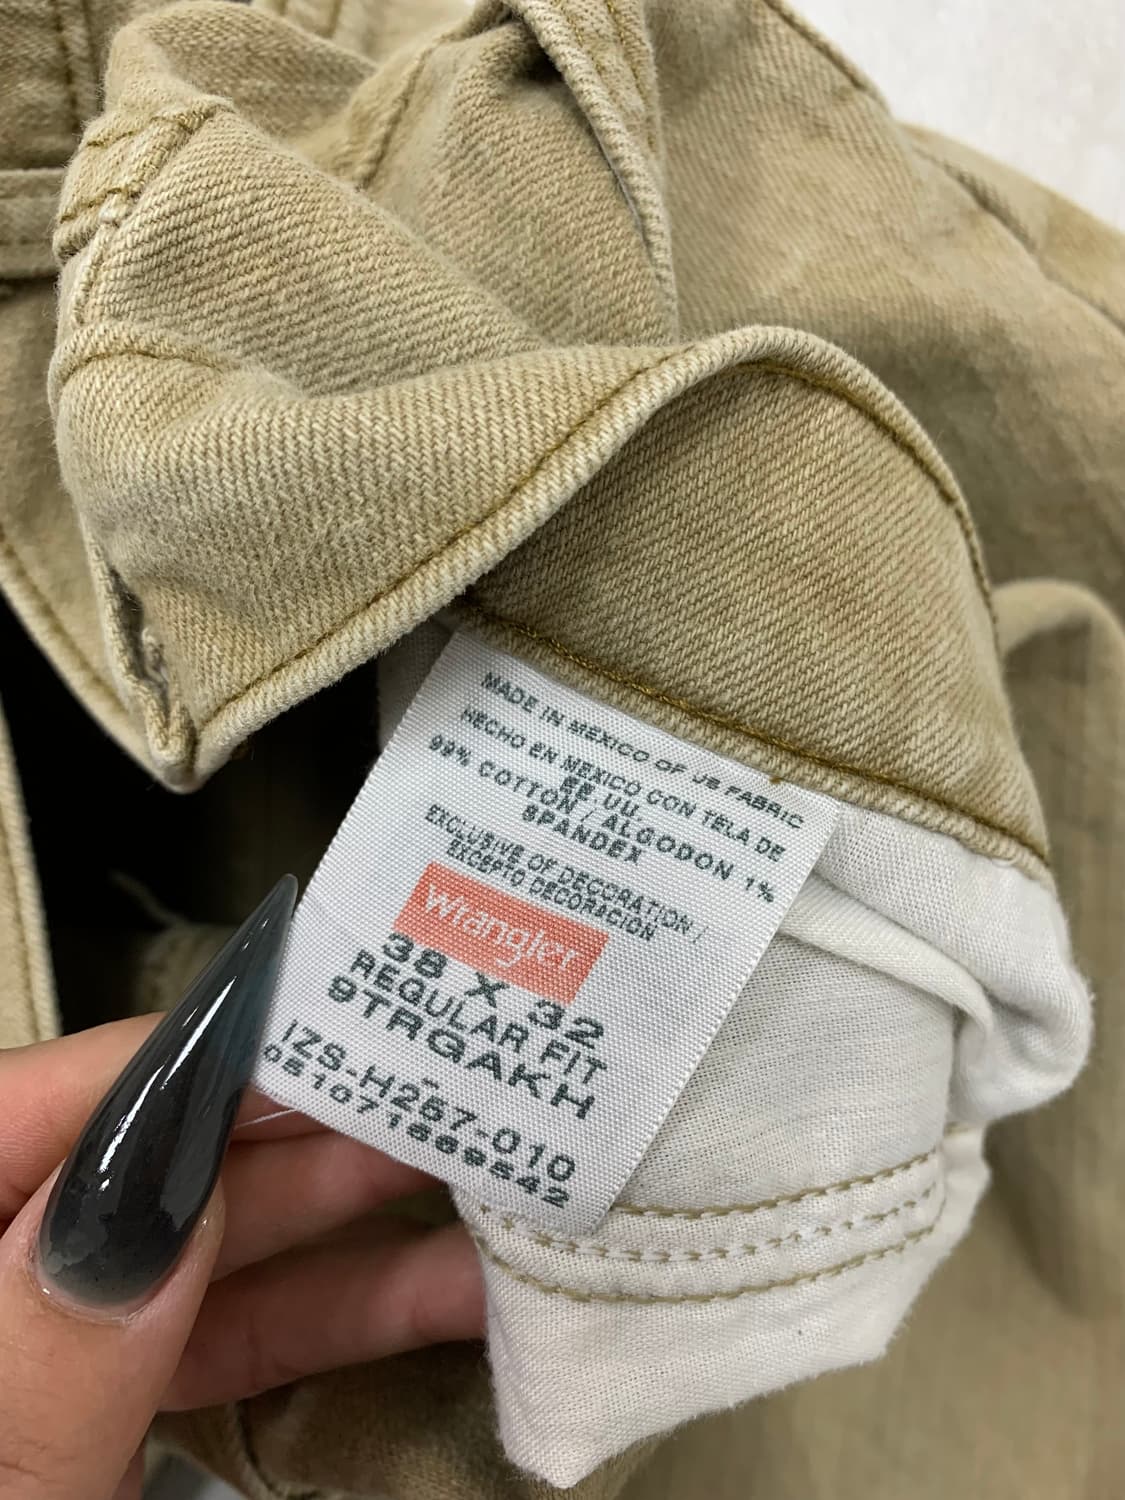 MADE IN MEXICO OF US FABRIC
HECHO EN MEXICO CON TELA DE
EE.UU.
99% COTTON / ALGODON 1%
SPANDEX
EXCLUSIVE OF DECORATION /
EXCEPTO DECORACION
Wrangler
38 X 32
REGULAR FIT
9TRGAKH
IZS-H267-010